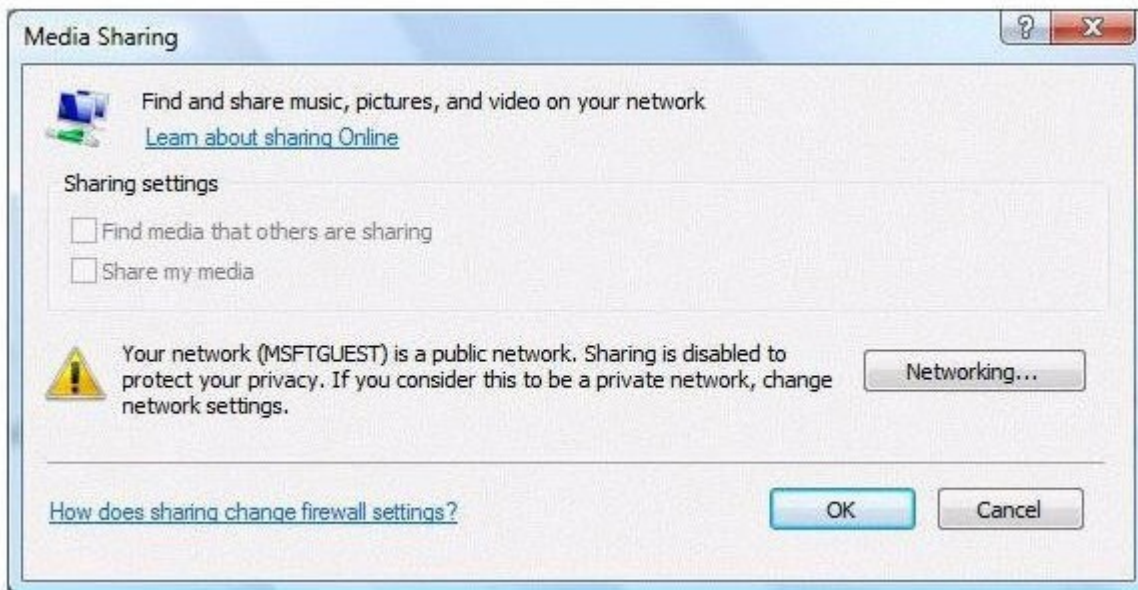 Media Sharing
Find and share music, pictures, and video on your network
Learn about sharing Online
Sharing settings
Find media that others are sharing
Share my media
Your network (MSFTGUEST) is a public network. Sharing is disabled to
protect your privacy. If you consider this to be a private network, change
network settings.
Networking...
How does sharing change firewall settings?
OK
Cancel